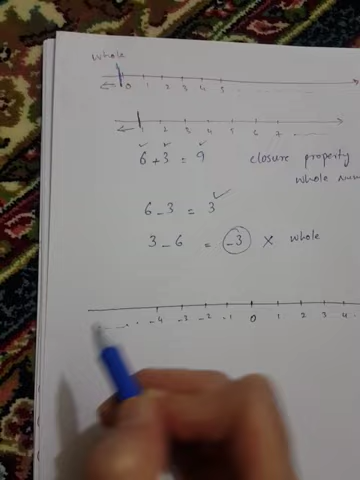 whole
0 1 2 3 4 5
1 2 3 4 5 6 7
6 + 3 = 9 closure property
whole
6 - 3 = 3
3 - 6 = -3 × whole
-4 -3 -2 -1 0 1 2 3 4